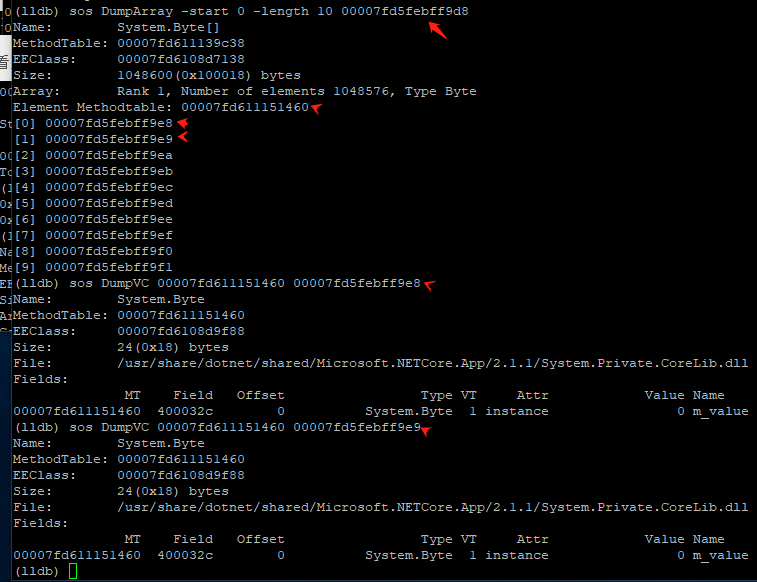 (lldb) sos DumpArray -start 0 -length 10 00007fd5febff9d8
Name:        System.Byte[]
MethodTable: 00007fd611139c38
EEClass:     00007fd6108d7138
Size:        1048600(0x100018) bytes
Array:       Rank 1, Number of elements 1048576, Type Byte
Element Methodtable: 00007fd611151460
[0] 00007fd5febff9e8
[1] 00007fd5febff9e9
[2] 00007fd5febff9ea
[3] 00007fd5febff9eb
[4] 00007fd5febff9ec
[5] 00007fd5febff9ed
[6] 00007fd5febff9ee
[7] 00007fd5febff9ef
[8] 00007fd5febff9f0
[9] 00007fd5febff9f1
(lldb) sos DumpVC 00007fd611151460 00007fd5febff9e8
Name:        System.Byte
MethodTable: 00007fd611151460
EEClass:     00007fd6108d9f88
Size:        24(0x18) bytes
File:        /usr/share/dotnet/shared/Microsoft.NETCore.App/2.1.1/System.Private.CoreLib.dll
Fields:
              MT    Field   Offset                 Type VT     Attr            Value Name
00007fd611151460  400032c        0          System.Byte  1 instance                0 m_value
(lldb) sos DumpVC 00007fd611151460 00007fd5febff9e9
Name:        System.Byte
MethodTable: 00007fd611151460
EEClass:     00007fd6108d9f88
Size:        24(0x18) bytes
File:        /usr/share/dotnet/shared/Microsoft.NETCore.App/2.1.1/System.Private.CoreLib.dll
Fields:
              MT    Field   Offset                 Type VT     Attr            Value Name
00007fd611151460  400032c        0          System.Byte  1 instance                0 m_value
(lldb)